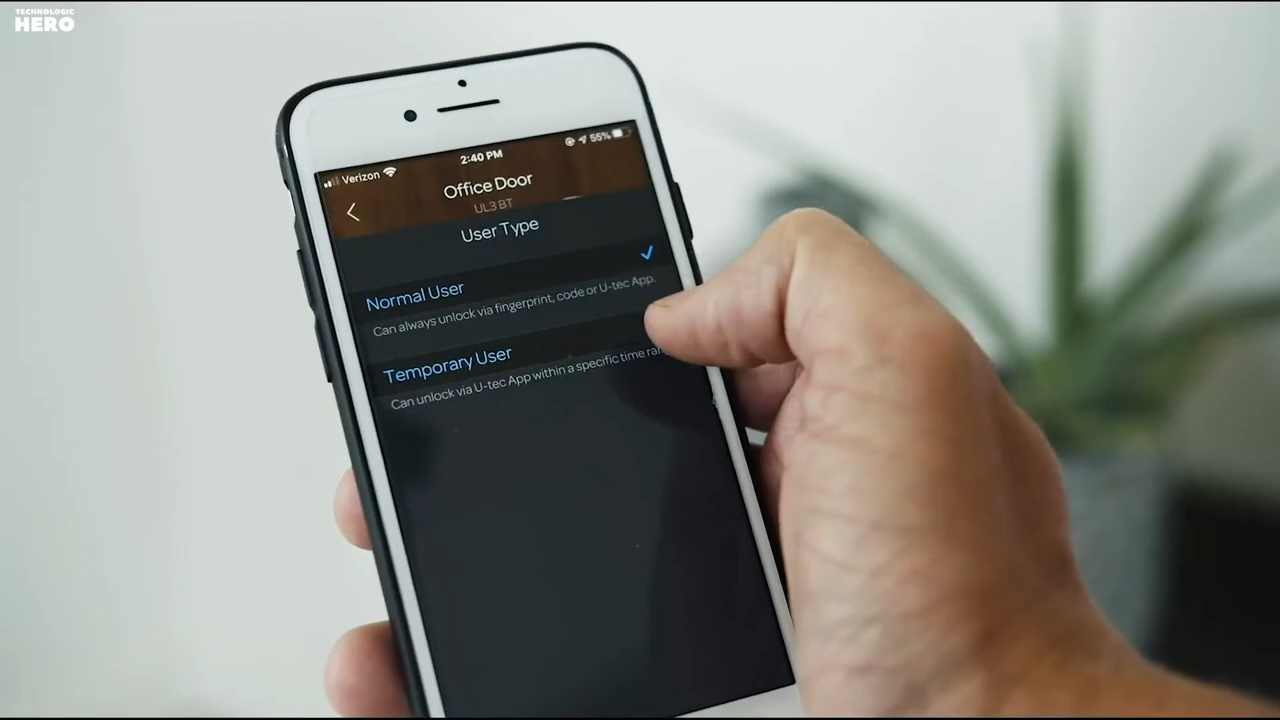 TECHNOLOGIC
HERO
Verizon
2:40 PM
55%
Office Door
UL3 BT
User Type
Normal User
Can always unlock via fingerprint, code or U-tec App.
Temporary User
Can unlock via U-tec App within a specific time